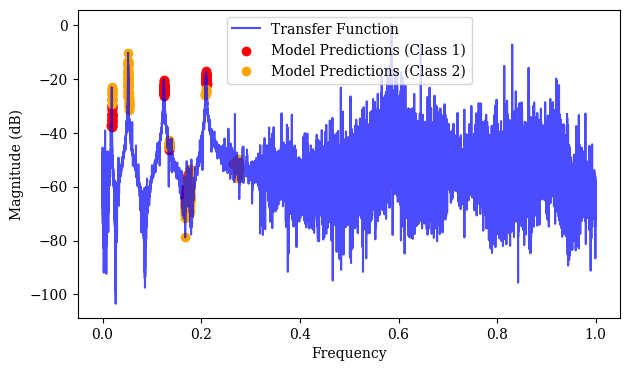 Transfer Function
Model Predictions (Class 1)
Model Predictions (Class 2)
Magnitude (dB)
0
−20
−40
−60
−80
−100
0.0 0.2 0.4 0.6 0.8 1.0
Frequency